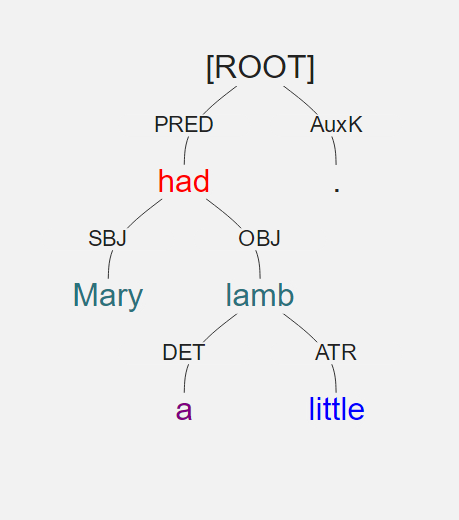 [ROOT]
PRED AuxK
had .
SBJ OBJ
Mary lamb
DET ATR
a little